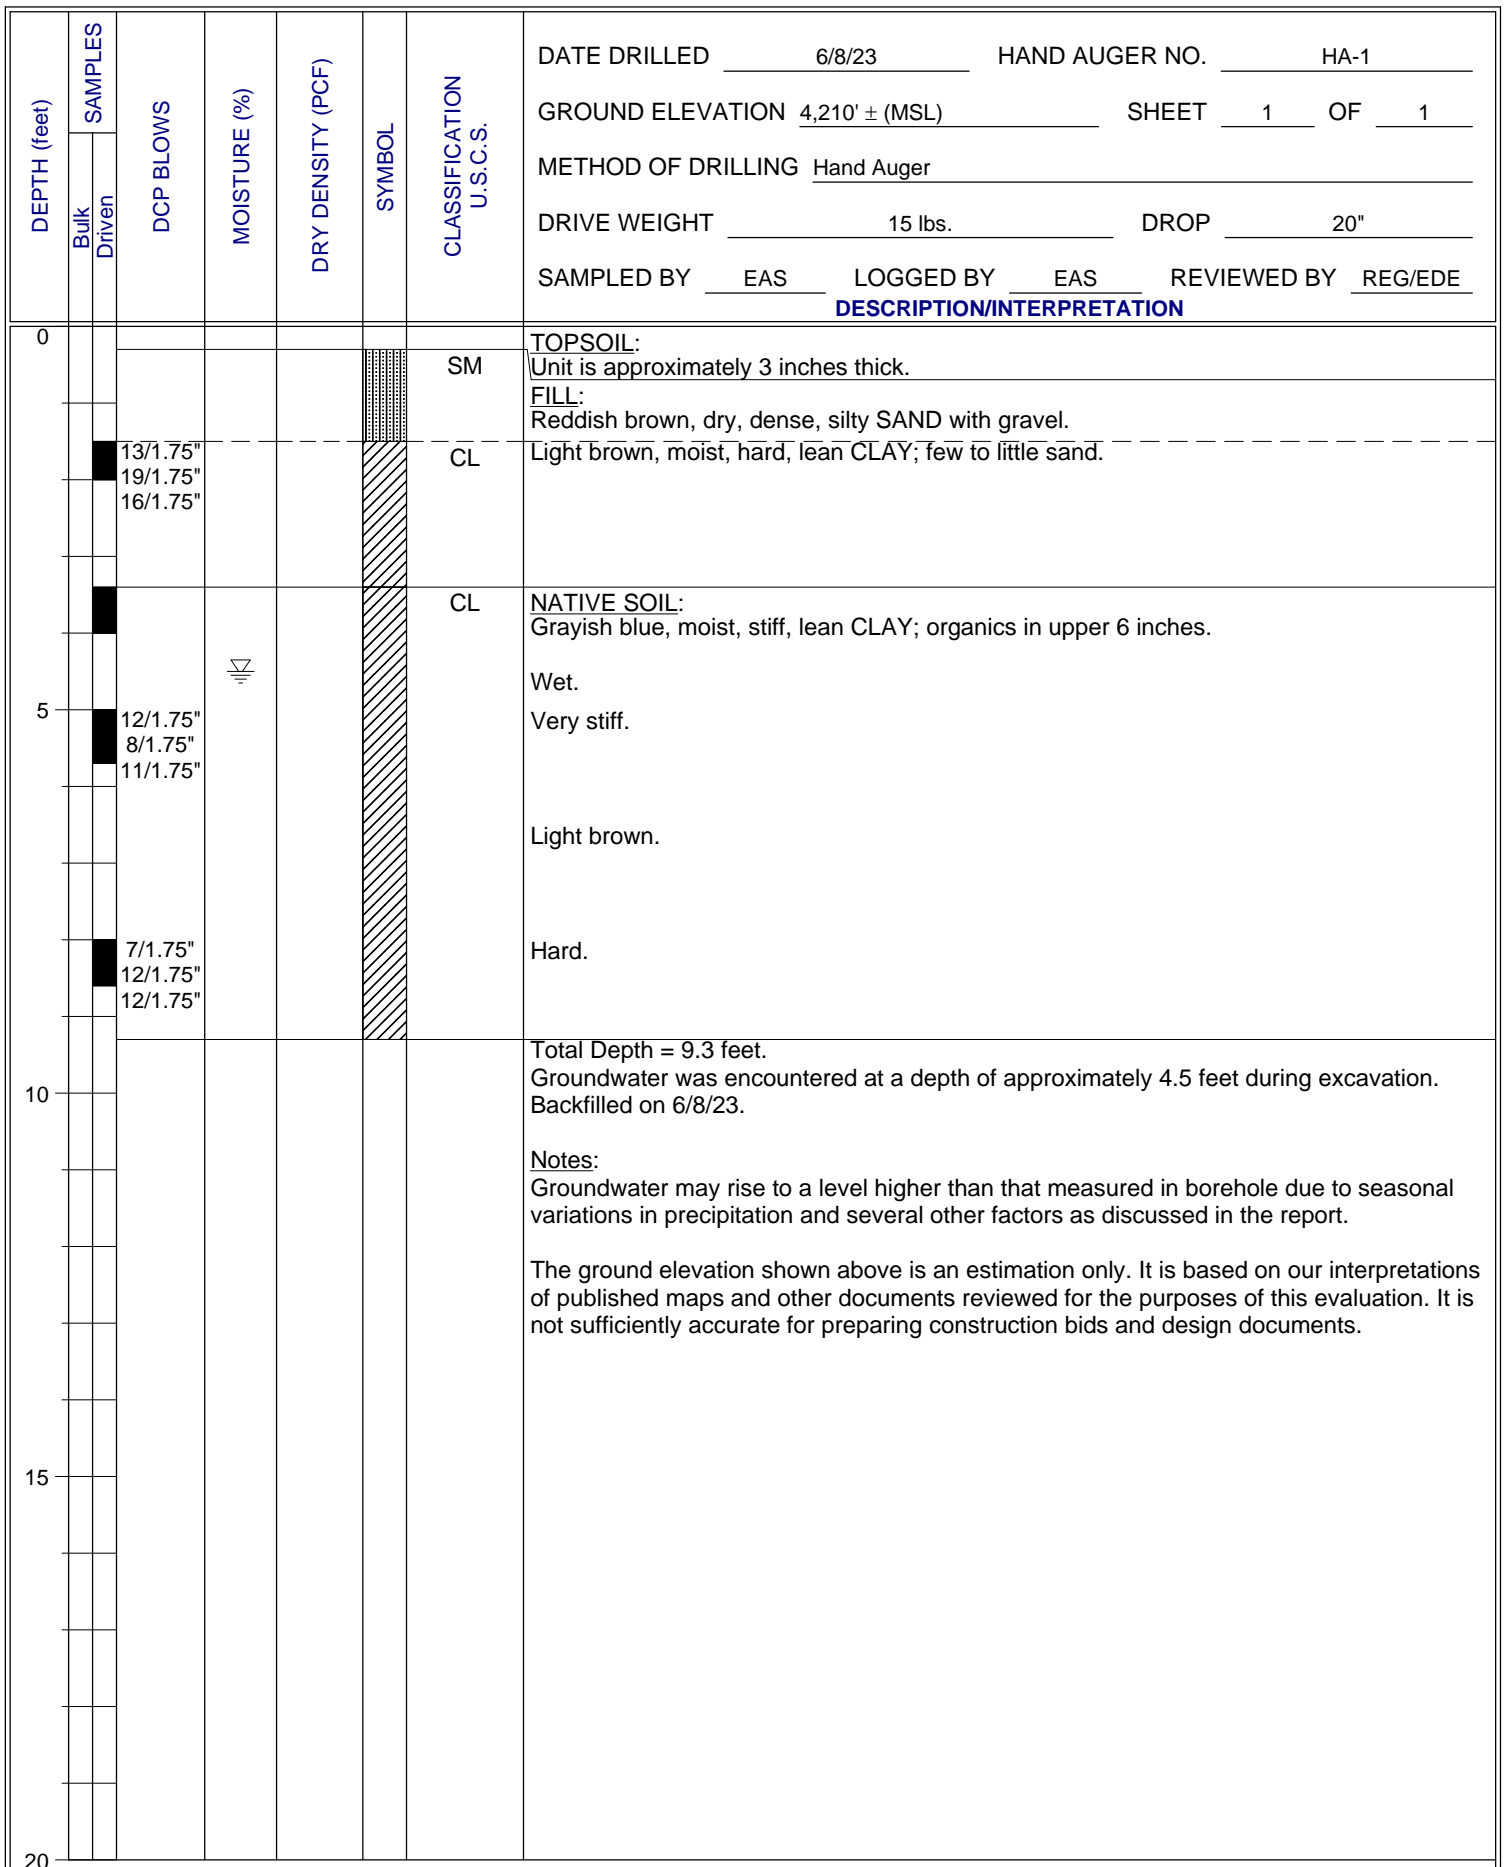 DEPTH (feet)
SAMPLES
Bulk
Driven
DCP BLOWS
MOISTURE (%)
DRY DENSITY (PCF)
SYMBOL
CLASSIFICATION
U.S.C.S.
DATE DRILLED 6/8/23 HAND AUGER NO. HA-1
GROUND ELEVATION 4,210' ± (MSL) SHEET 1 OF 1
METHOD OF DRILLING Hand Auger
DRIVE WEIGHT 15 lbs. DROP 20"
SAMPLED BY EAS LOGGED BY EAS REVIEWED BY REG/EDE
DESCRIPTION/INTERPRETATION
0
TOPSOIL:
SM Unit is approximately 3 inches thick.
FILL:
Reddish brown, dry, dense, silty SAND with gravel.
13/1.75" CL Light brown, moist, hard, lean CLAY; few to little sand.
19/1.75"
16/1.75"
CL NATIVE SOIL:
Grayish blue, moist, stiff, lean CLAY; organics in upper 6 inches.
Wet.
5 12/1.75" Very stiff.
8/1.75"
11/1.75"
Light brown.
7/1.75" Hard.
12/1.75"
12/1.75"
Total Depth = 9.3 feet.
Groundwater was encountered at a depth of approximately 4.5 feet during excavation.
10 Backfilled on 6/8/23.
Notes:
Groundwater may rise to a level higher than that measured in borehole due to seasonal
variations in precipitation and several other factors as discussed in the report.
The ground elevation shown above is an estimation only. It is based on our interpretations
of published maps and other documents reviewed for the purposes of this evaluation. It is
not sufficiently accurate for preparing construction bids and design documents.
15
20